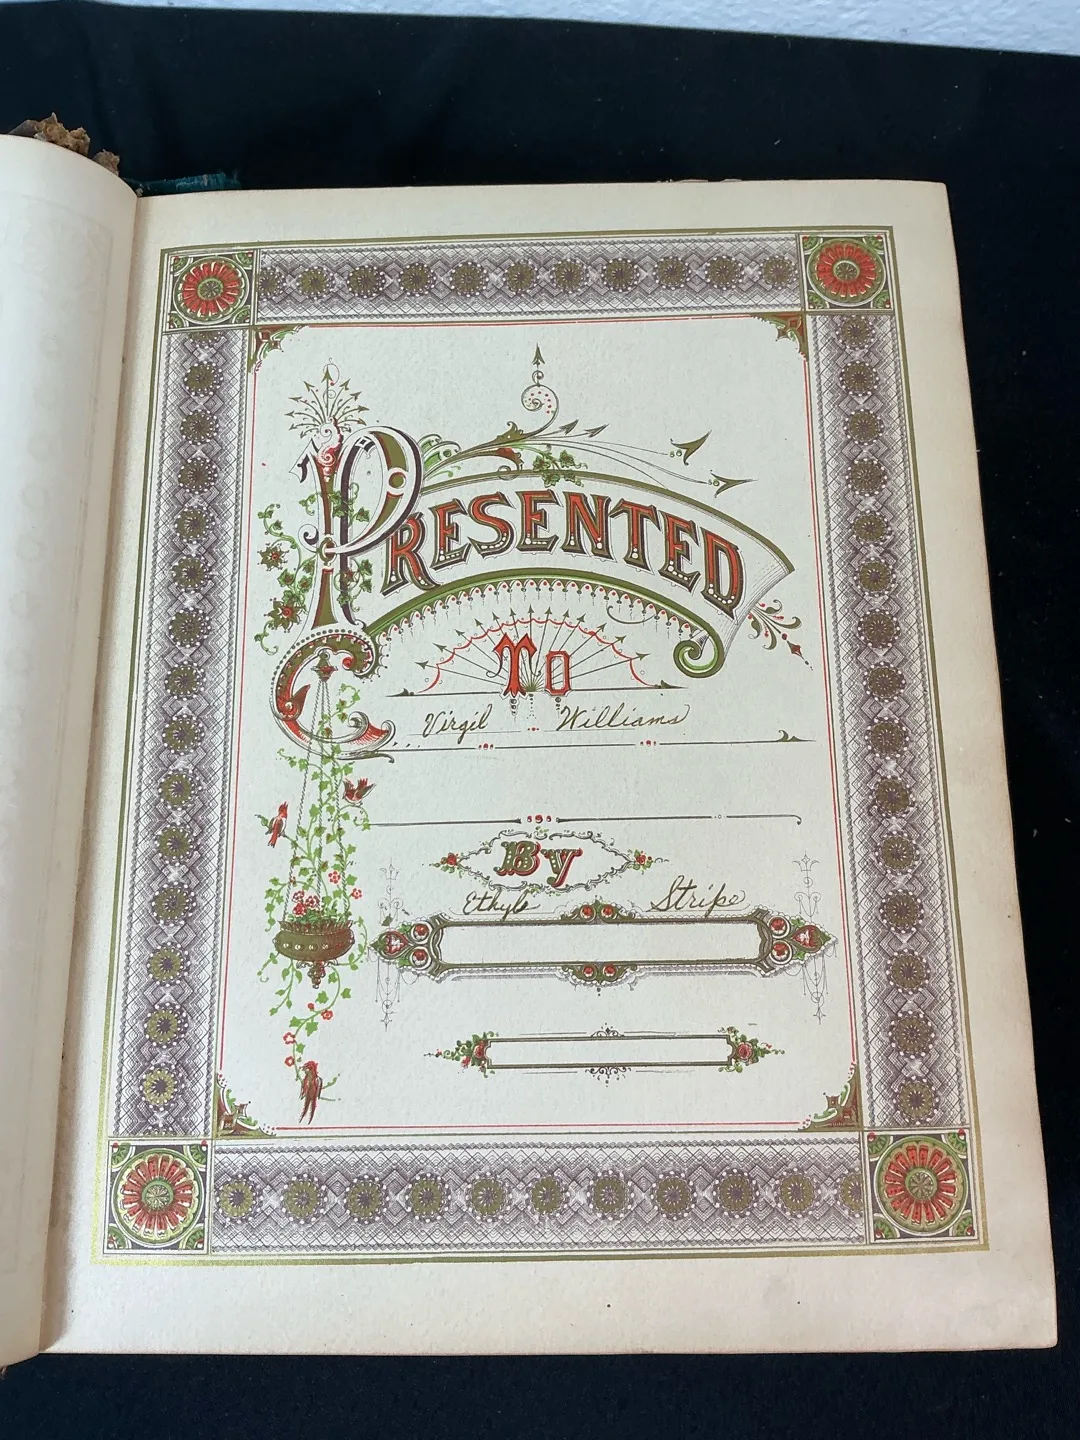 PRESENTED
TO
Virgil Williams
By
Ethyle Stripe